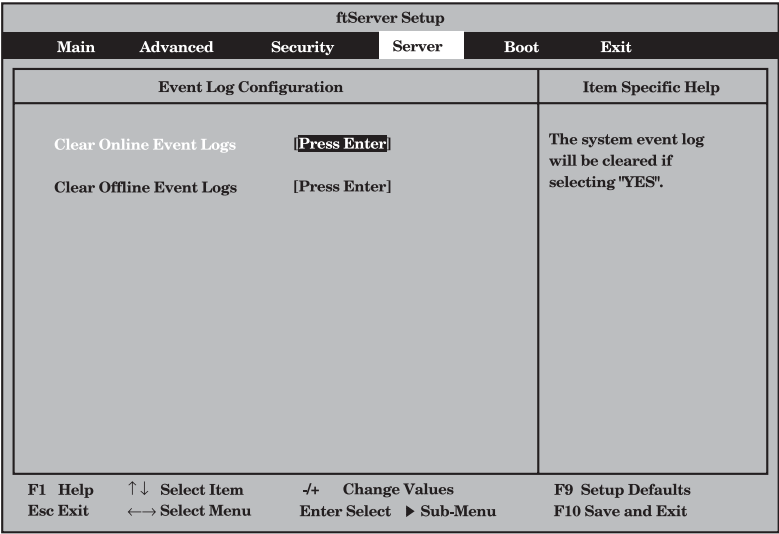 ftServer Setup
Main Advanced Security Server Boot Exit
Event Log Configuration
Item Specific Help
Clear Online Event Logs [Press Enter]
Clear Offline Event Logs [Press Enter]
The system event log
will be cleared if
selecting "YES".
F1 Help ↑↓ Select Item -/+ Change Values F9 Setup Defaults
Esc Exit ←→ Select Menu Enter Select ▶ Sub-Menu F10 Save and Exit